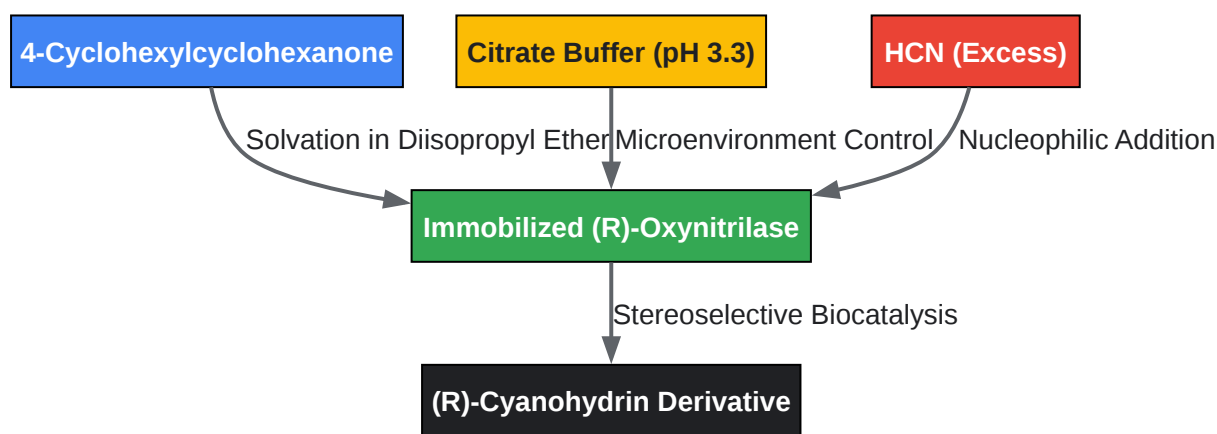 4-Cyclohexylcyclohexanone
Citrate Buffer (pH 3.3)
HCN (Excess)
Solvation in Diisopropyl Ether
Microenvironment Control
Nucleophilic Addition
Immobilized (R)-Oxynitrilase
Stereoselective Biocatalysis
(R)-Cyanohydrin Derivative